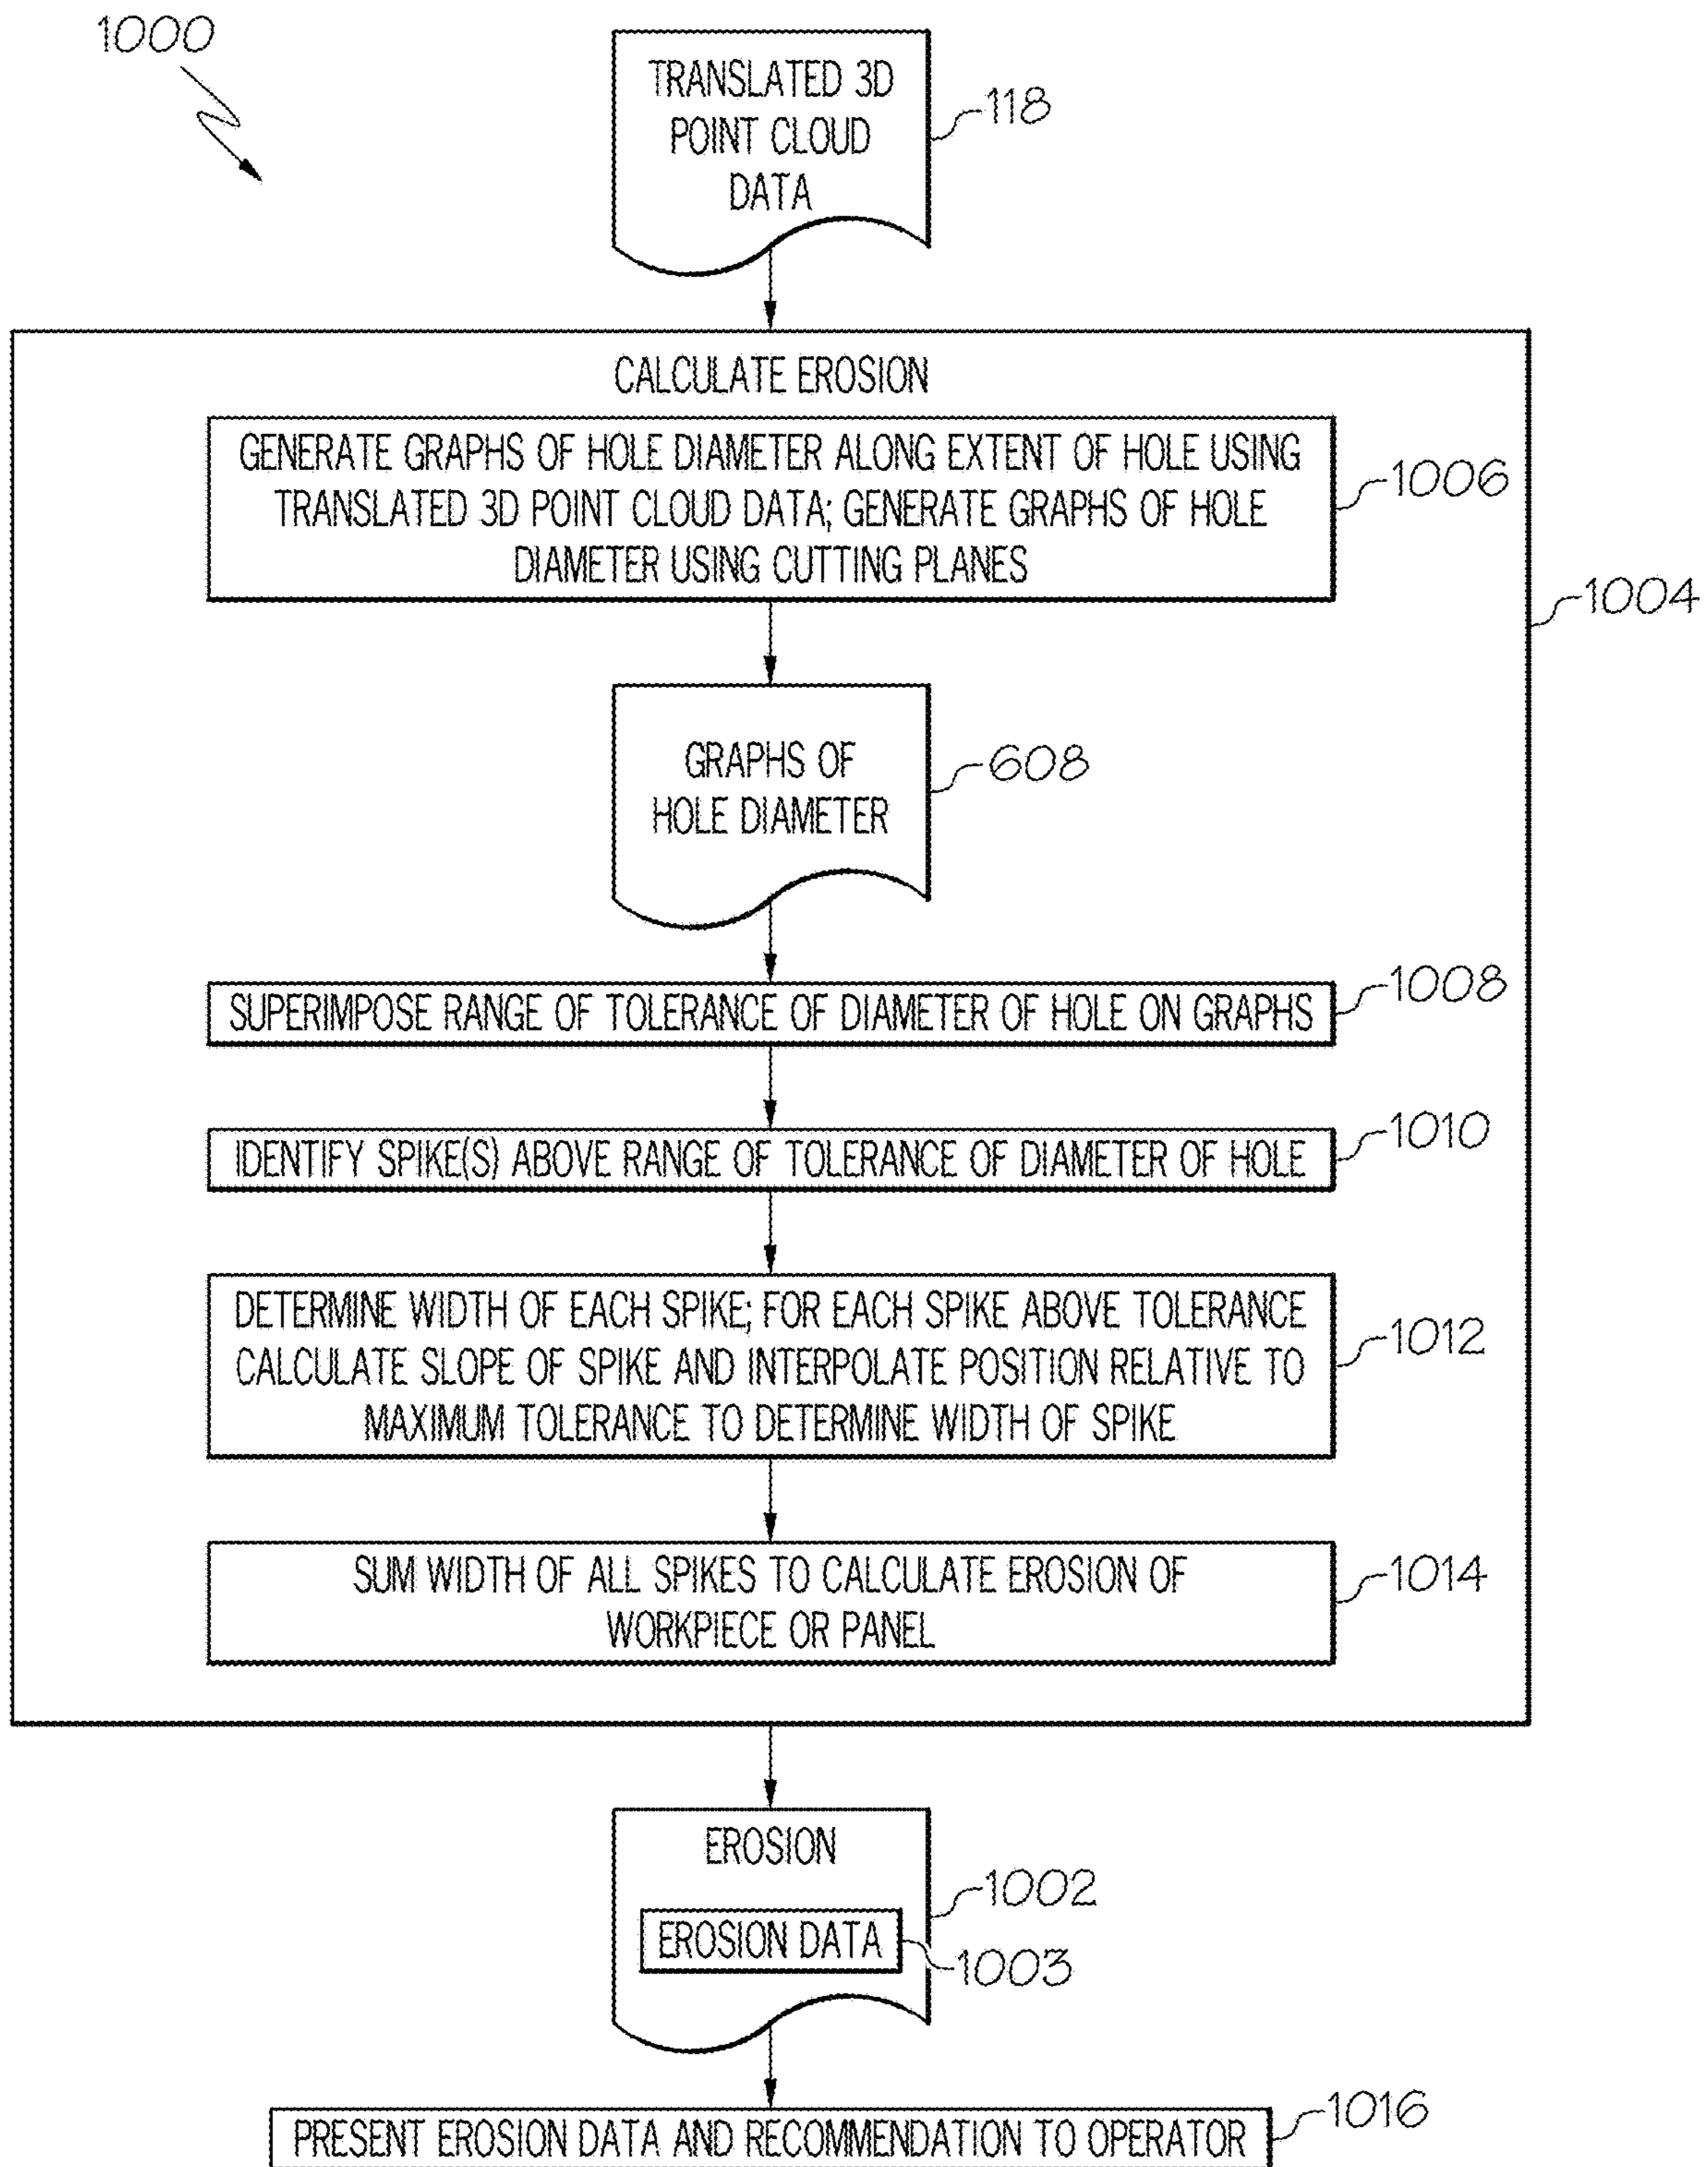 1000
TRANSLATED 3D
POINT CLOUD
DATA
118
CALCULATE EROSION
GENERATE GRAPHS OF HOLE DIAMETER ALONG EXTENT OF HOLE USING
TRANSLATED 3D POINT CLOUD DATA; GENERATE GRAPHS OF HOLE
DIAMETER USING CUTTING PLANES
1006
1004
GRAPHS OF
HOLE DIAMETER
608
SUPERIMPOSE RANGE OF TOLERANCE OF DIAMETER OF HOLE ON GRAPHS
1008
IDENTIFY SPIKE(S) ABOVE RANGE OF TOLERANCE OF DIAMETER OF HOLE
1010
DETERMINE WIDTH OF EACH SPIKE; FOR EACH SPIKE ABOVE TOLERANCE
CALCULATE SLOPE OF SPIKE AND INTERPOLATE POSITION RELATIVE TO
MAXIMUM TOLERANCE TO DETERMINE WIDTH OF SPIKE
1012
SUM WIDTH OF ALL SPIKES TO CALCULATE EROSION OF
WORKPIECE OR PANEL
1014
EROSION
1002
EROSION DATA
1003
PRESENT EROSION DATA AND RECOMMENDATION TO OPERATOR
1016